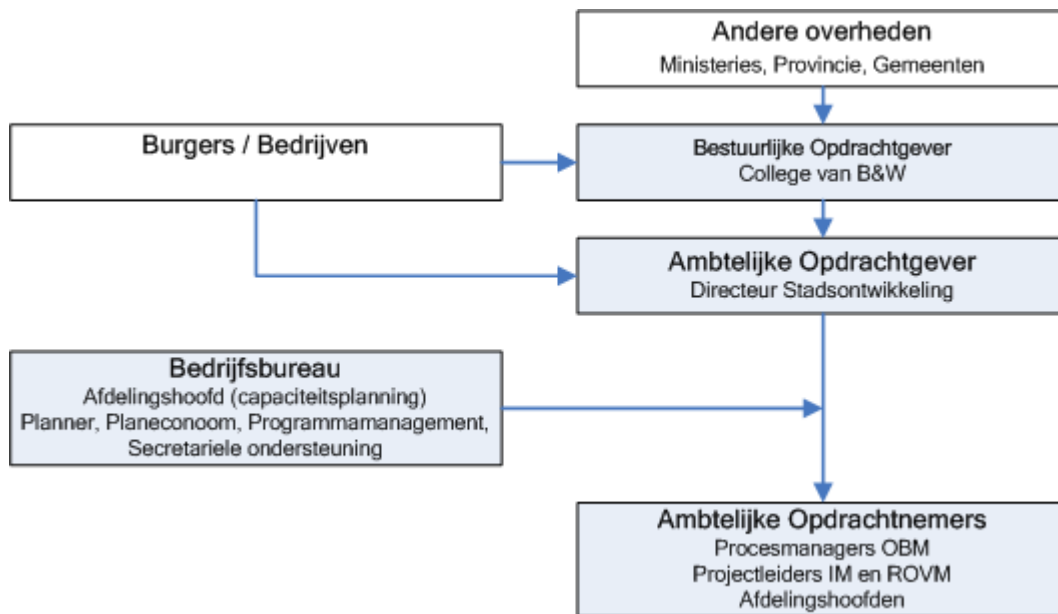 Andere overheden
Ministeries, Provincie, Gemeenten
Burgers / Bedrijven
Bestuurlijke Opdrachtgever
College van B&W
Ambtelijke Opdrachtgever
Directeur Stadsontwikkeling
Bedrijfsbureau
Afdelingshoofd (capaciteitsplanning)
Planner, Planeconoom, Programmamanagement,
Secretariele ondersteuning
Ambtelijke Opdrachtnemers
Procesmanagers OBM
Projectleiders IM en ROVM
Afdelingshoofden